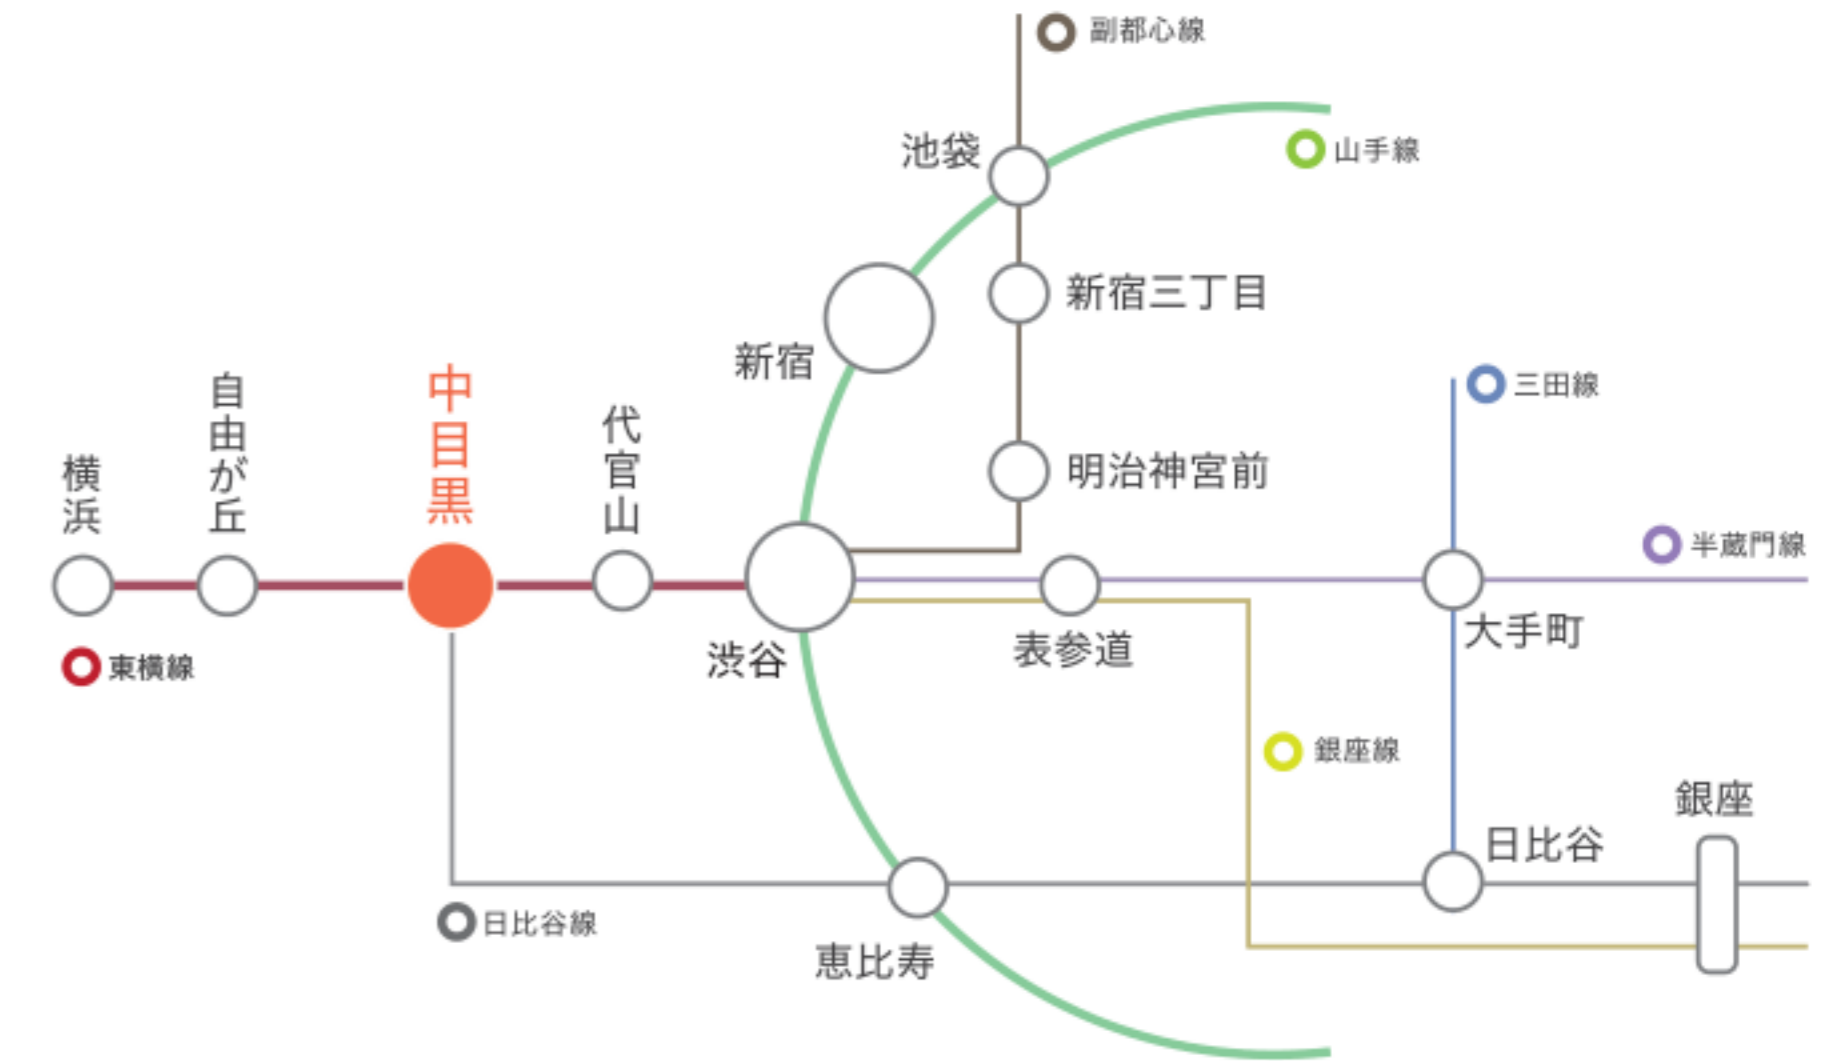 副都心線
池袋
山手線
新宿三丁目
新宿
中目黒
自由が丘
三田線
代官山
横浜
明治神宮前
半蔵門線
大手町
表参道
渋谷
東横線
銀座線
銀座
日比谷
日比谷線
恵比寿